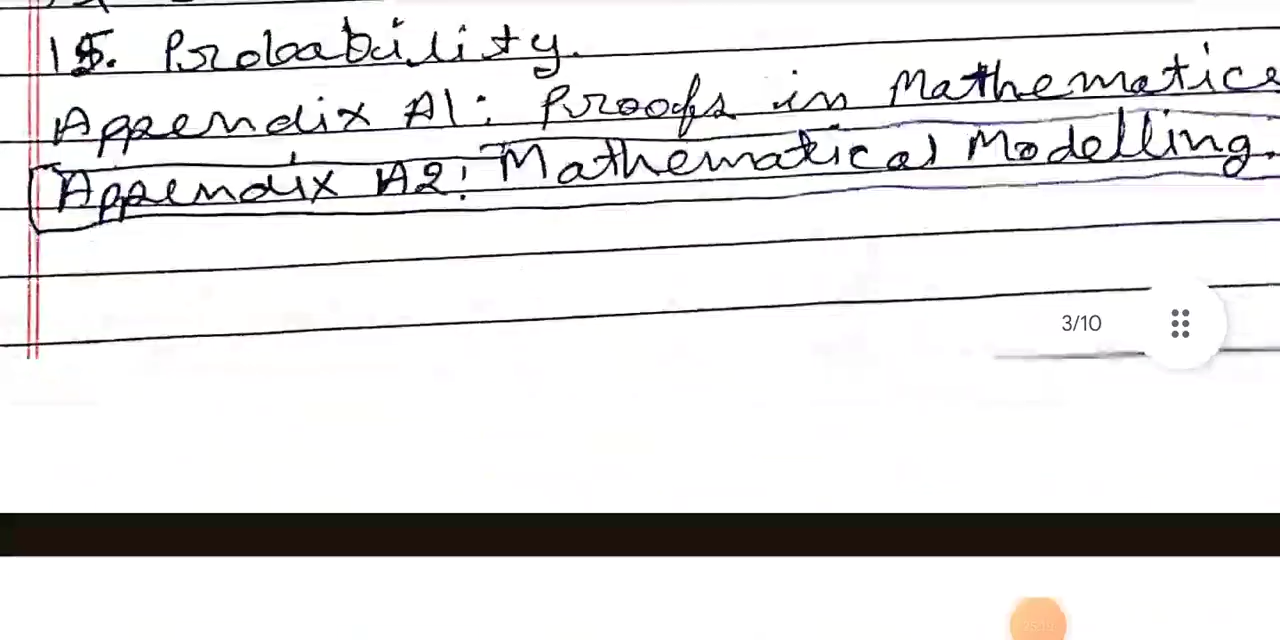 15. Probability.
Appendix A1: Proofs in Mathematics
Appendix A2: Mathematical Modelling.
3/10